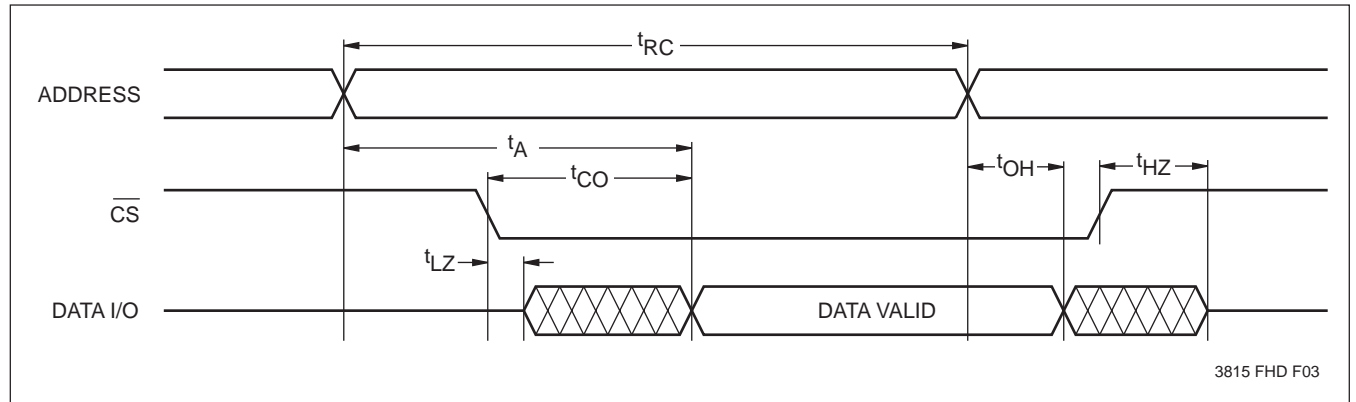 tRC
ADDRESS
tA
tCO
tOH
tHZ
CS
tLZ
DATA I/O
DATA VALID
3815 FHD F03